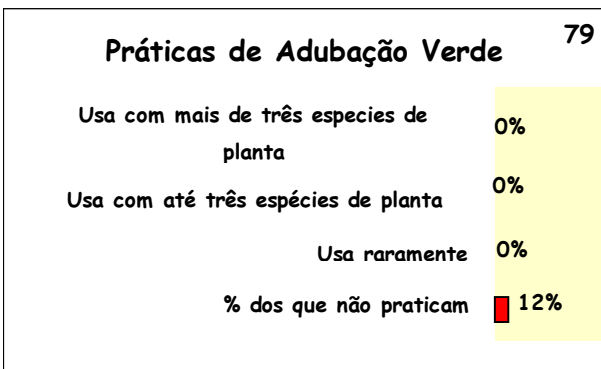 Práticas de Adubação Verde
79
Usa com mais de três especies de
planta
0%
Usa com até três espécies de planta
0%
Usa raramente
0%
% dos que não praticam
12%